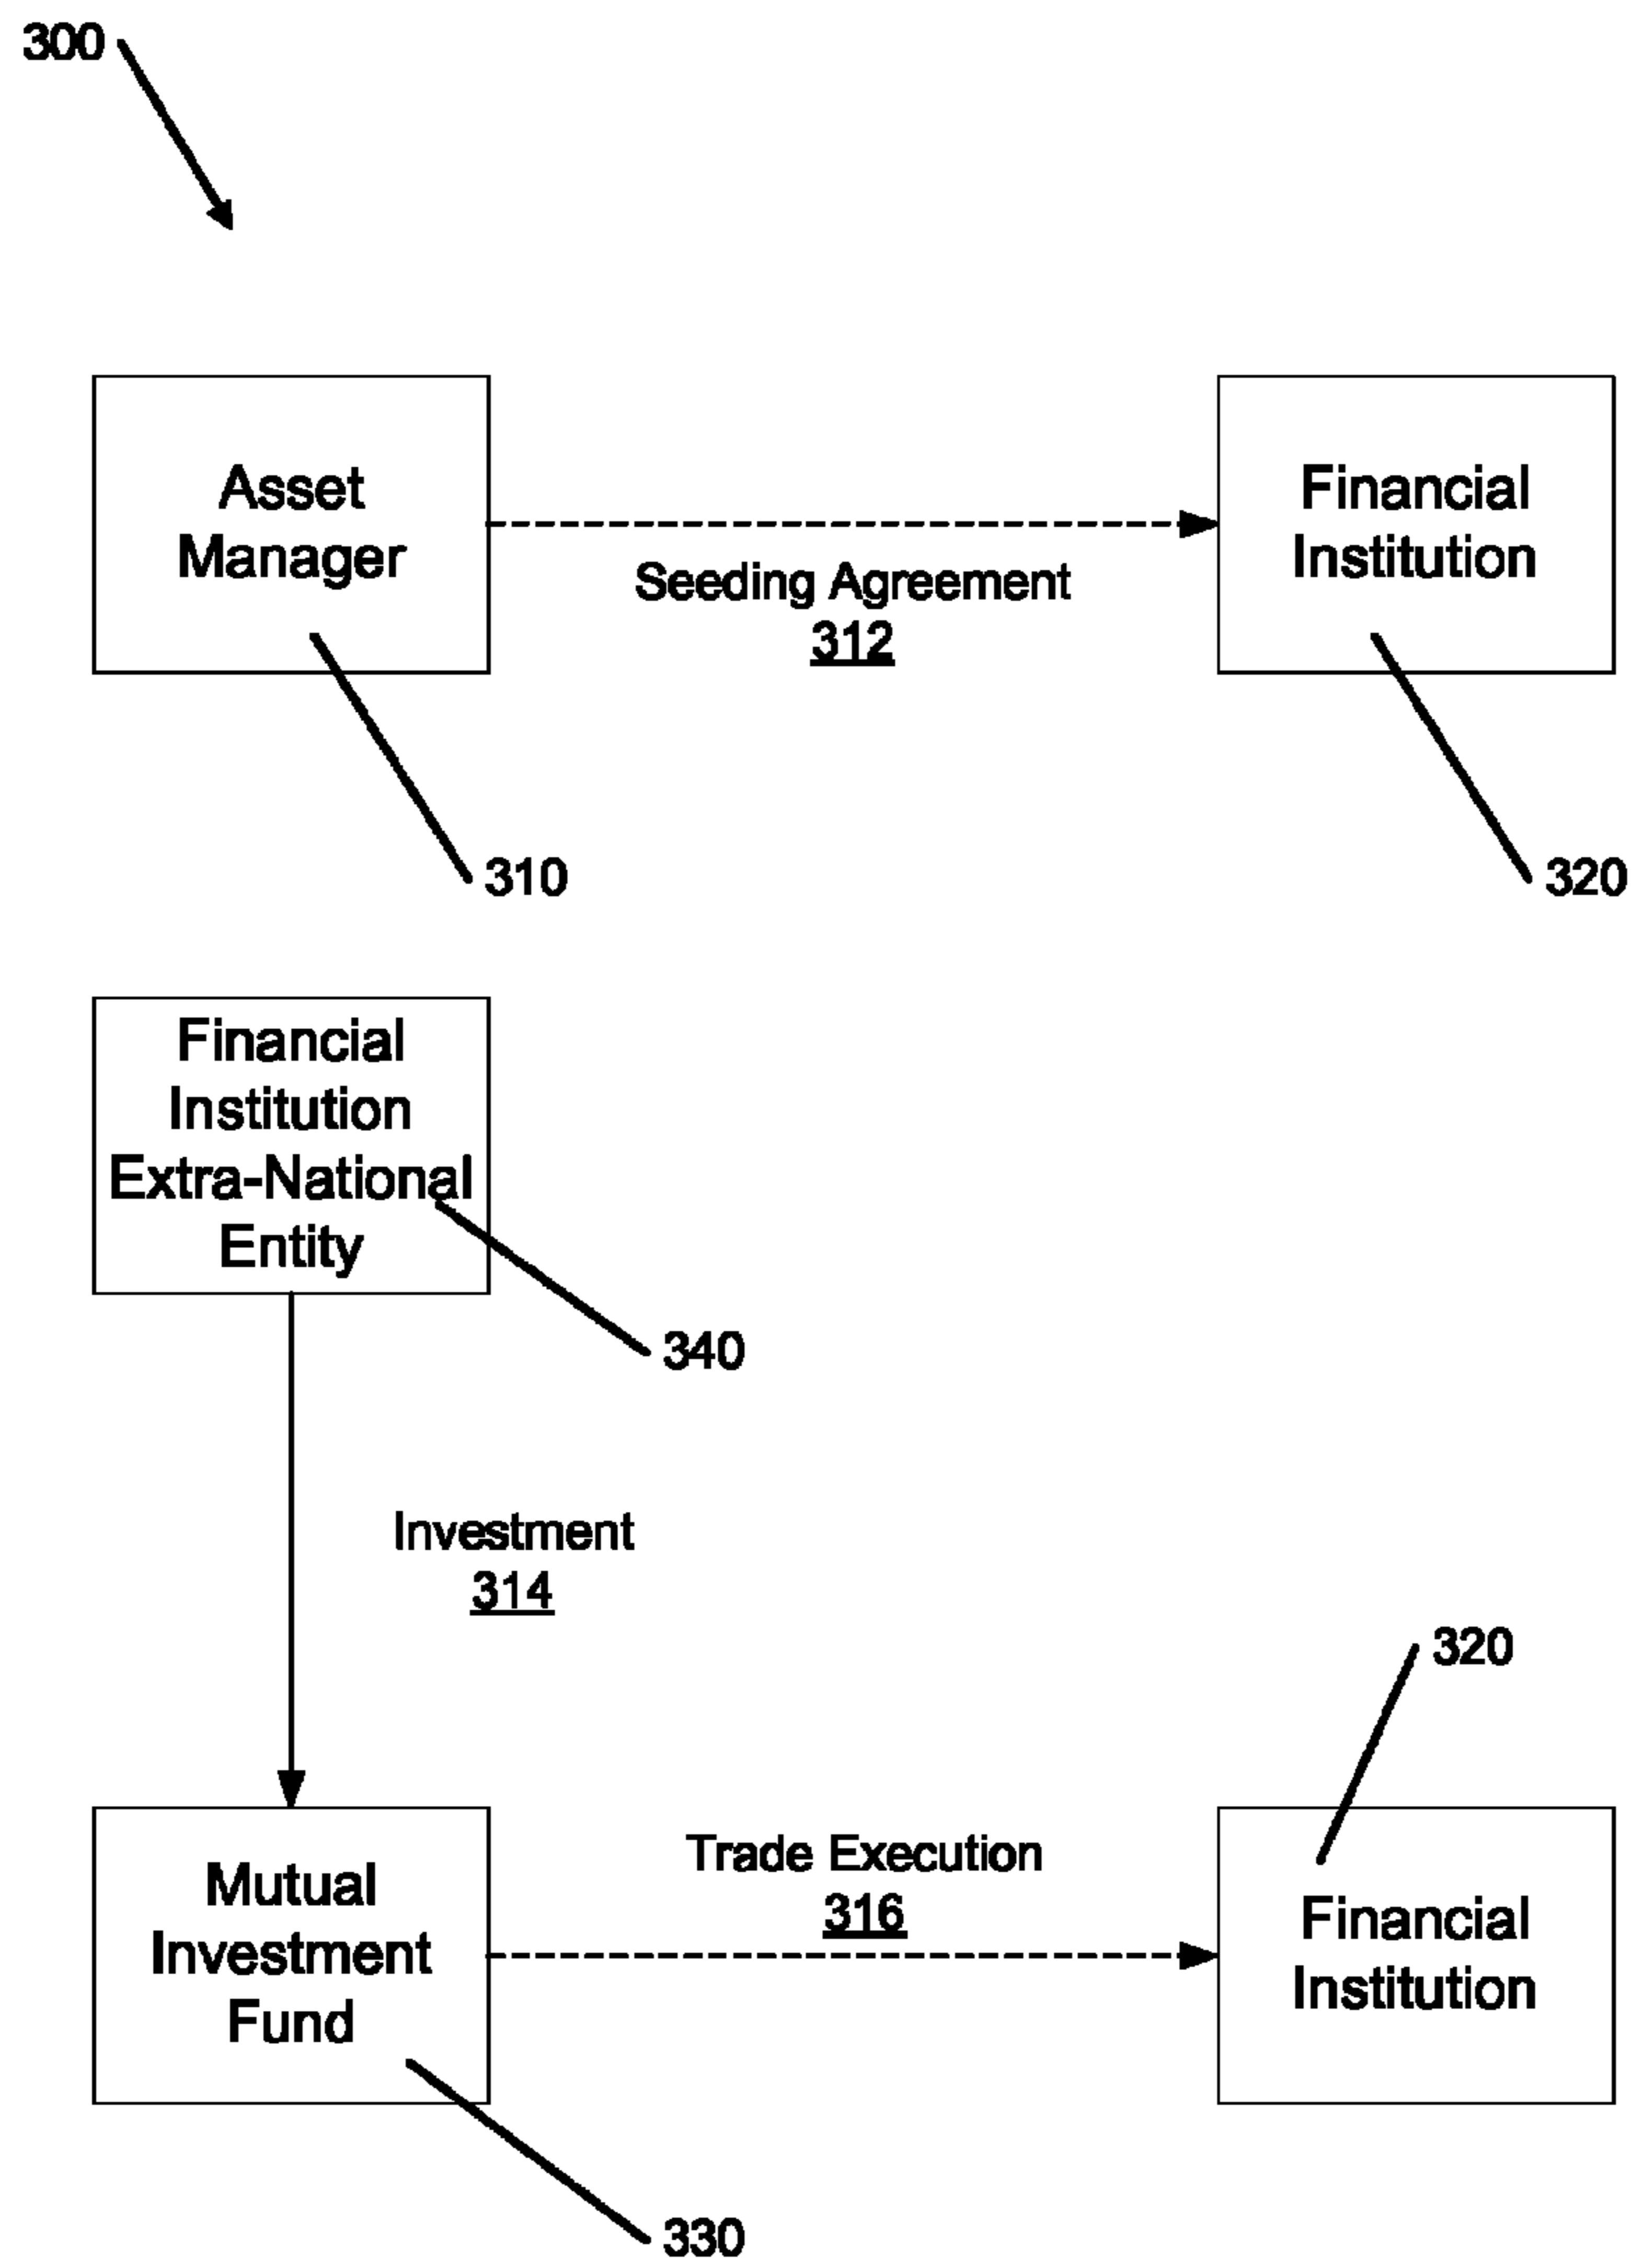 300
Asset
Manager
Financial
Institution
Seeding Agreement
312
310
320
Financial
Institution
Extra-National
Entity
340
Investment
314
320
Mutual
Investment
Fund
Trade Execution
316
Financial
Institution
330